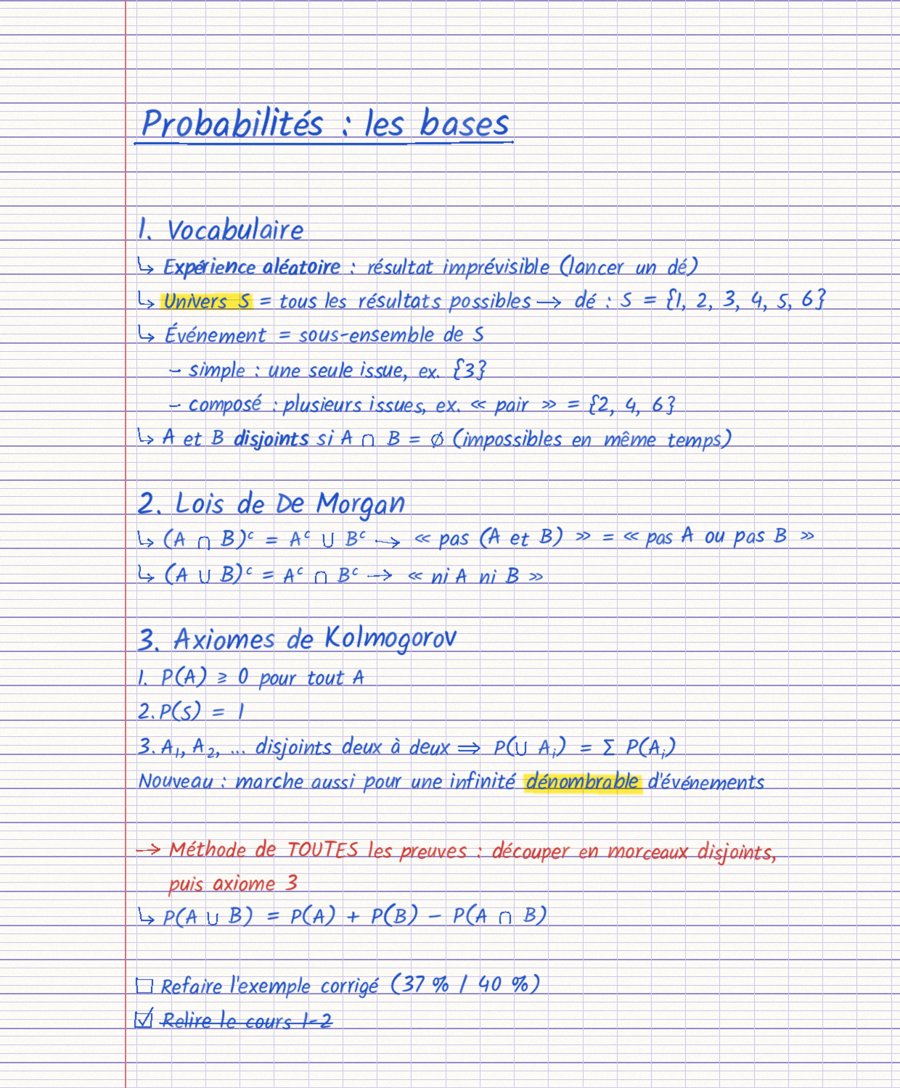 Probabilités : les bases
1. Vocabulaire
↳ Expérience aléatoire : résultat imprévisible (lancer un dé)
↳ Univers S = tous les résultats possibles → dé : S = {1, 2, 3, 4, 5, 6}
↳ Événement = sous-ensemble de S
– simple : une seule issue, ex. {3}
– composé : plusieurs issues, ex. « pair » = {2, 4, 6}
↳ A et B disjoints si A ∩ B = ∅ (impossibles en même temps)
2. Lois de De Morgan
↳ (A ∩ B)ᶜ = Aᶜ ∪ Bᶜ → « pas (A et B) » = « pas A ou pas B »
↳ (A ∪ B)ᶜ = Aᶜ ∩ Bᶜ → « ni A ni B »
3. Axiomes de Kolmogorov
1. P(A) ≥ 0 pour tout A
2. P(S) = 1
3. A₁, A₂, ... disjoints deux à deux ⟹ P(∪ Aᵢ) = Σ P(Aᵢ)
Nouveau : marche aussi pour une infinité dénombrable d'événements
→ Méthode de TOUTES les preuves : découper en morceaux disjoints,
puis axiome 3
↳ P(A ∪ B) = P(A) + P(B) − P(A ∩ B)
☐ Refaire l'exemple corrigé (37 % / 40 %)
☑ Relire le cours 1-2